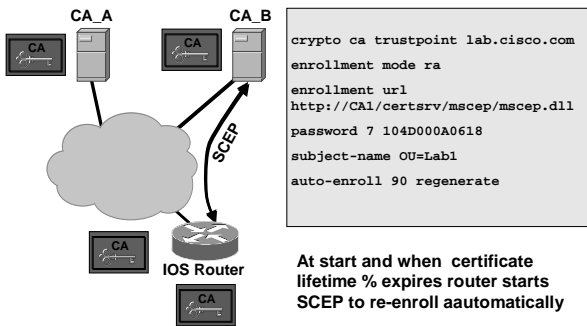 CA_A
CA_B
CA
CA
SCEP
CA
IOS Router
CA
crypto ca trustpoint lab.cisco.com
enrollment mode ra
enrollment url
http://CA1/certsrv/mscep/mscep.dll
password 7 104D000A0618
subject-name OU=Lab1
auto-enroll 90 regenerate
At start and when certificate
lifetime % expires router starts
SCEP to re-enroll aautomatically